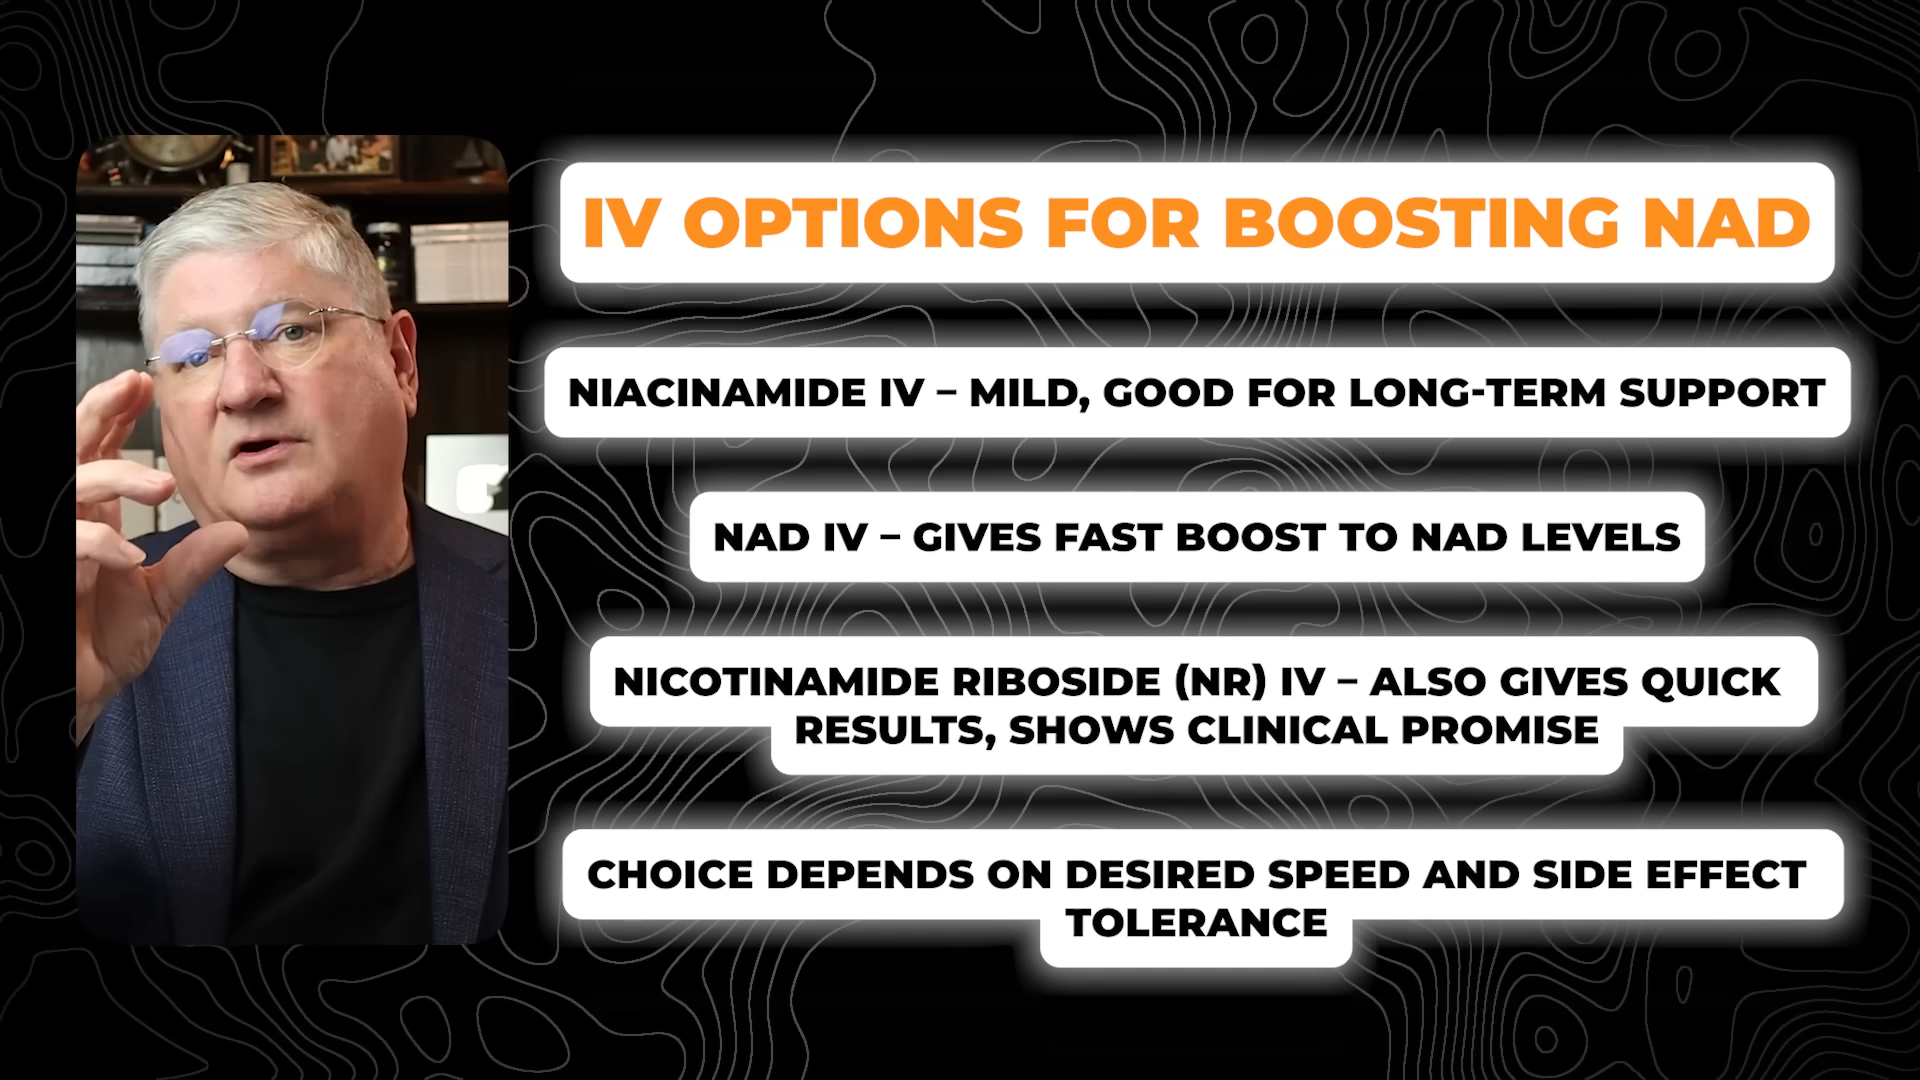 IV OPTIONS FOR BOOSTING NAD
NIACINAMIDE IV – MILD, GOOD FOR LONG-TERM SUPPORT
NAD IV – GIVES FAST BOOST TO NAD LEVELS
NICOTINAMIDE RIBOSIDE (NR) IV – ALSO GIVES QUICK
RESULTS, SHOWS CLINICAL PROMISE
CHOICE DEPENDS ON DESIRED SPEED AND SIDE EFFECT
TOLERANCE